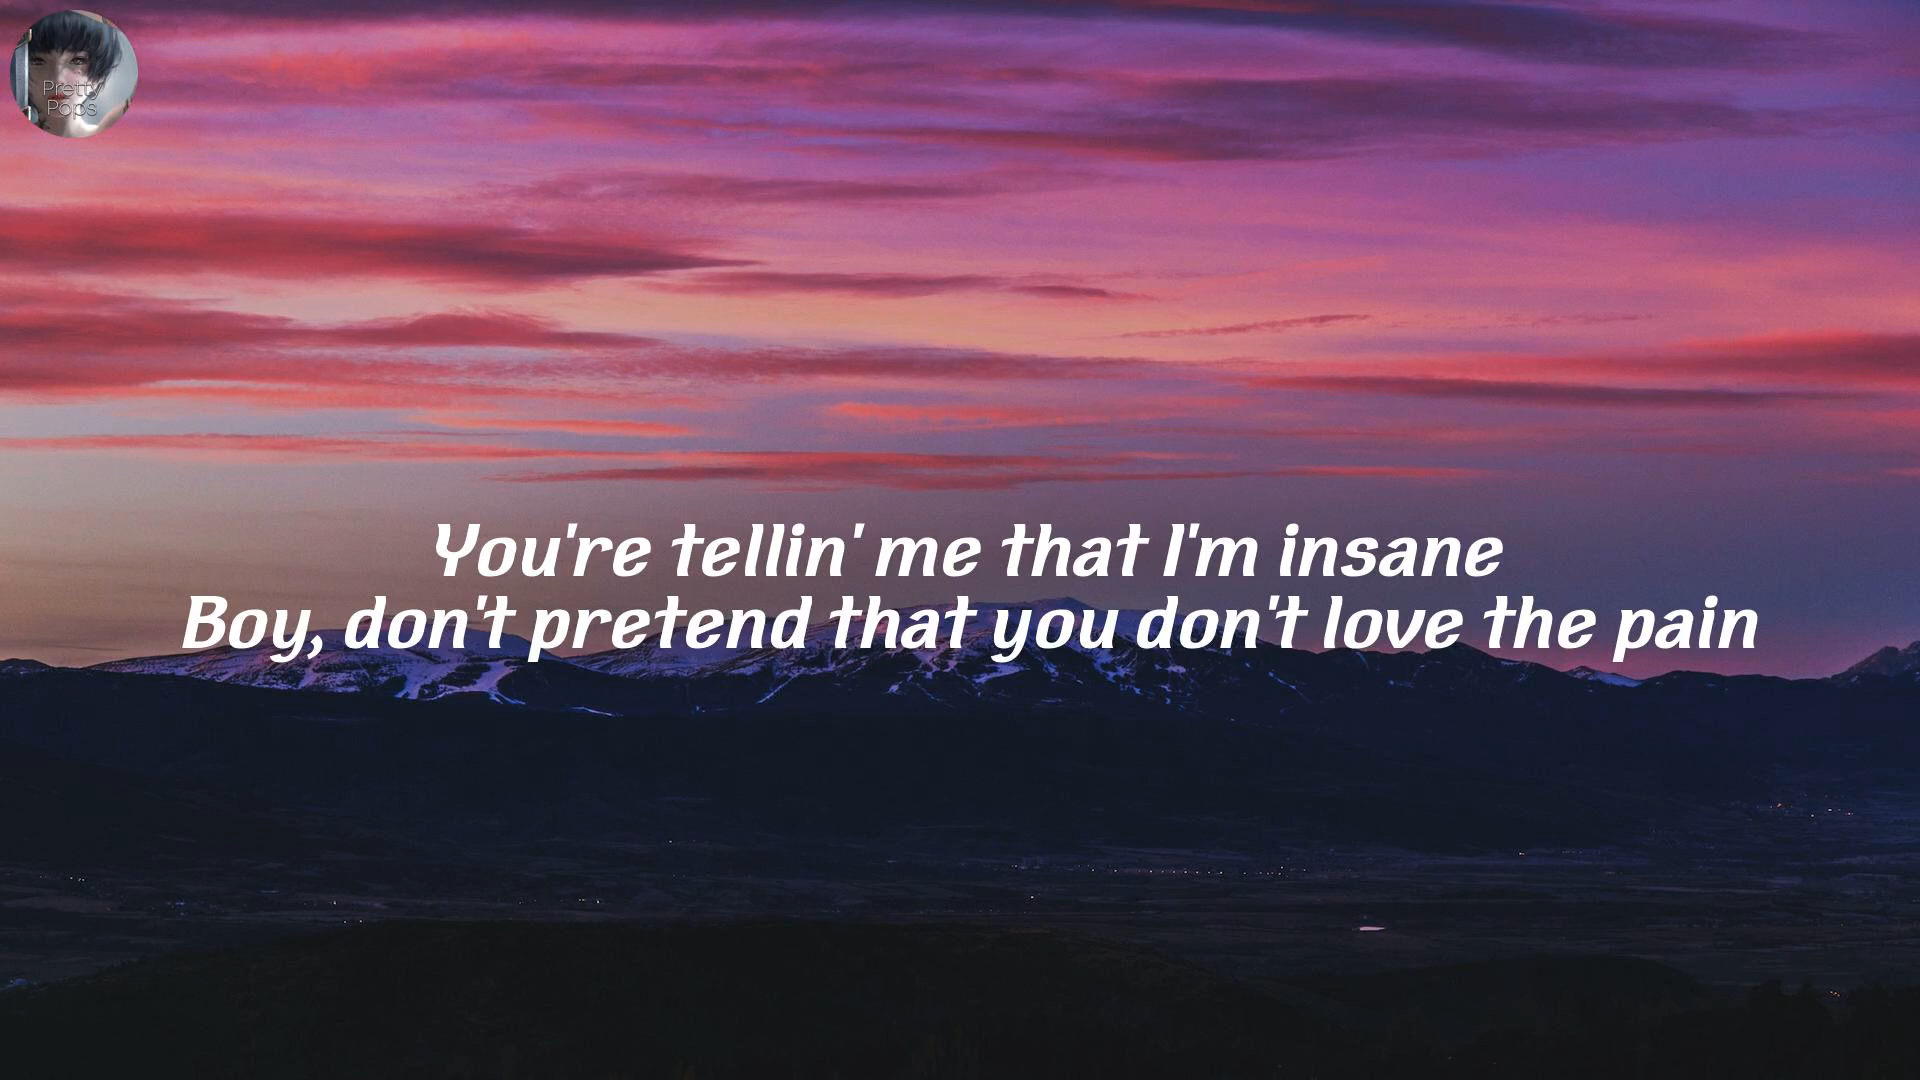 Pretty
Pops
You're tellin' me that I'm insane
Boy, don't pretend that you don't love the pain